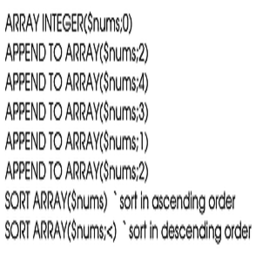 ARRAY INTEGER($nums;0)
APPEND TO ARRAY($nums;2)
APPEND TO ARRAY($nums;4)
APPEND TO ARRAY($nums;3)
APPEND TO ARRAY($nums;1)
APPEND TO ARRAY($nums;2)
SORT ARRAY($nums) ` sort in ascending order
SORT ARRAY($nums;<) ` sort in descending order